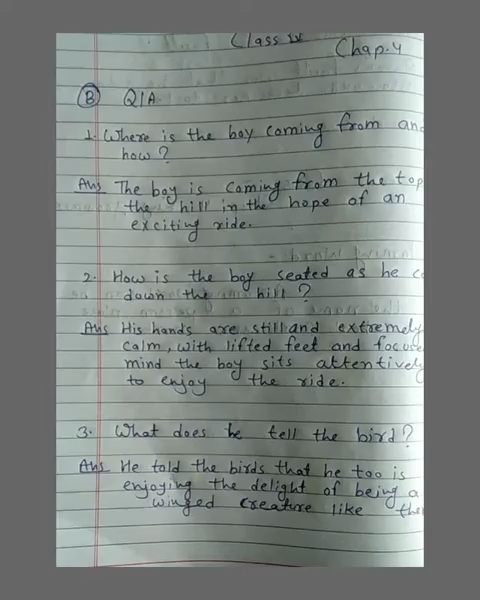 Class IV
Chap. 4
B Q/A
1. Where is the boy coming from and
how?
Ans The boy is coming from the top
the hill in the hope of an
exciting ride.
2. How is the boy seated as he
down the hill?
Ans His hands are still and extremely
calm, with lifted feet and
mind the boy sits attentively
to enjoy the ride.
3. What does he tell the bird?
Ans He told the birds that he too is
enjoying the delight of being a
winged creature like